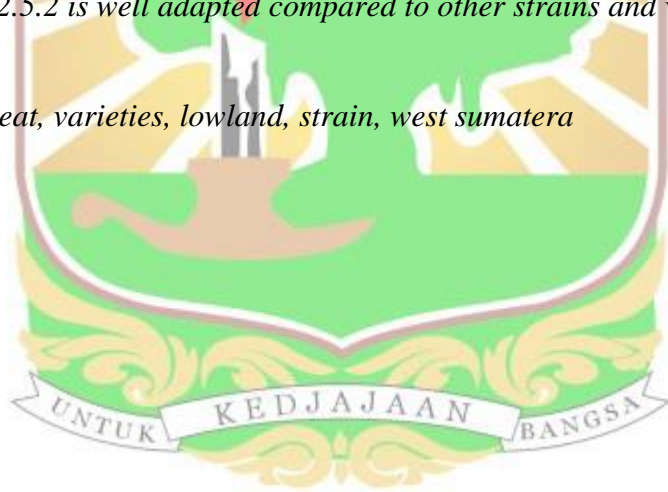 2.5.2 is well adapted compared to other strains and
eat, varieties, lowland, strain, west sumatera
UNTUK KEDJAJAAN BANGSA